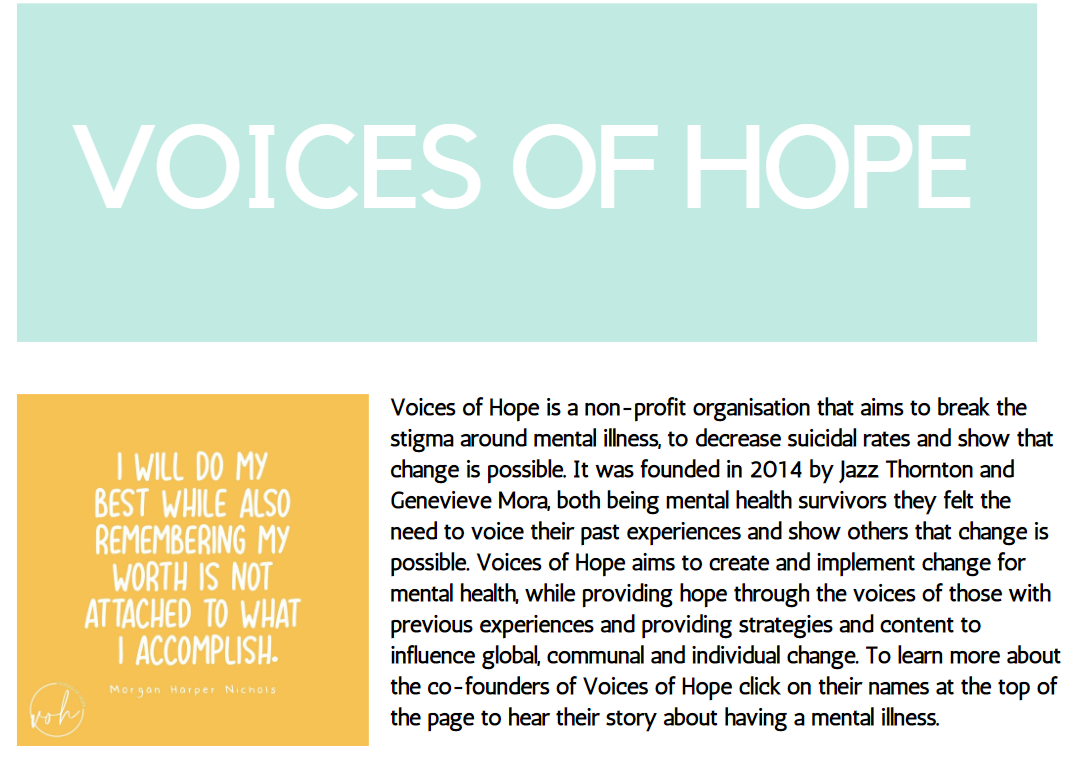 VOICES OF HOPE
I WILL DO MY
BEST WHILE ALSO
REMEMBERING MY
WORTH IS NOT
ATTACHED TO WHAT
I ACCOMPLISH.
Morgan Harper Nichols
voh
Voices of Hope is a non-profit organisation that aims to break the
stigma around mental illness, to decrease suicidal rates and show that
change is possible. It was founded in 2014 by Jazz Thornton and
Genevieve Mora, both being mental health survivors they felt the
need to voice their past experiences and show others that change is
possible. Voices of Hope aims to create and implement change for
mental health, while providing hope through the voices of those with
previous experiences and providing strategies and content to
influence global, communal and individual change. To learn more about
the co-founders of Voices of Hope click on their names at the top of
the page to hear their story about having a mental illness.